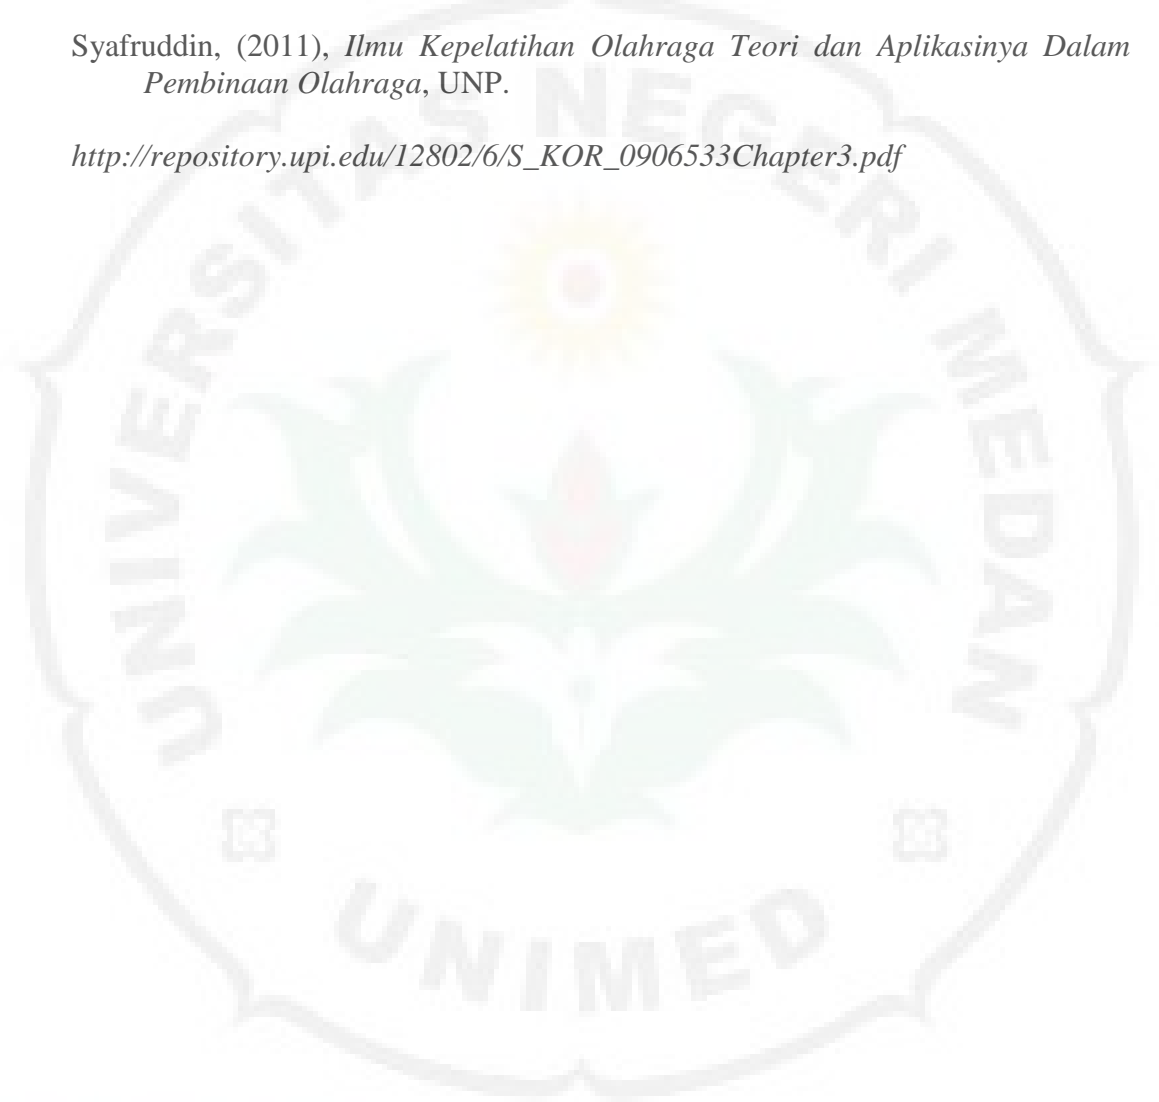 Syafruddin, (2011), Ilmu Kepelatihan Olahraga Teori dan Aplikasinya Dalam
Pembinaan Olahraga, UNP.
http://repository.upi.edu/12802/6/S_KOR_0906533Chapter3.pdf
UNIVERSITAS NEGERI MEDAN
UNIMED